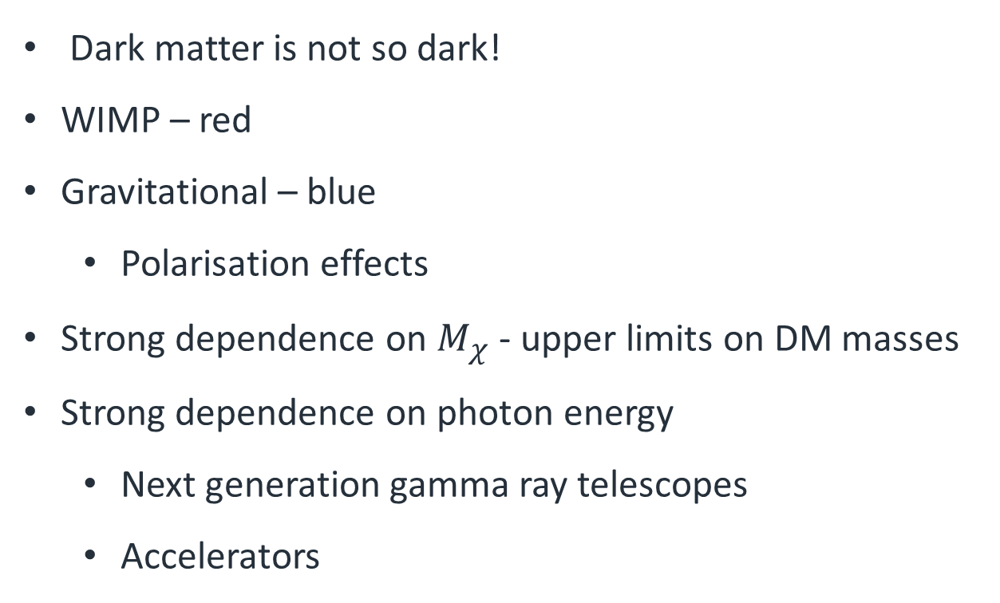 • Dark matter is not so dark!
• WIMP – red
• Gravitational – blue
• Polarisation effects
• Strong dependence on $M_\chi$ - upper limits on DM masses
• Strong dependence on photon energy
• Next generation gamma ray telescopes
• Accelerators